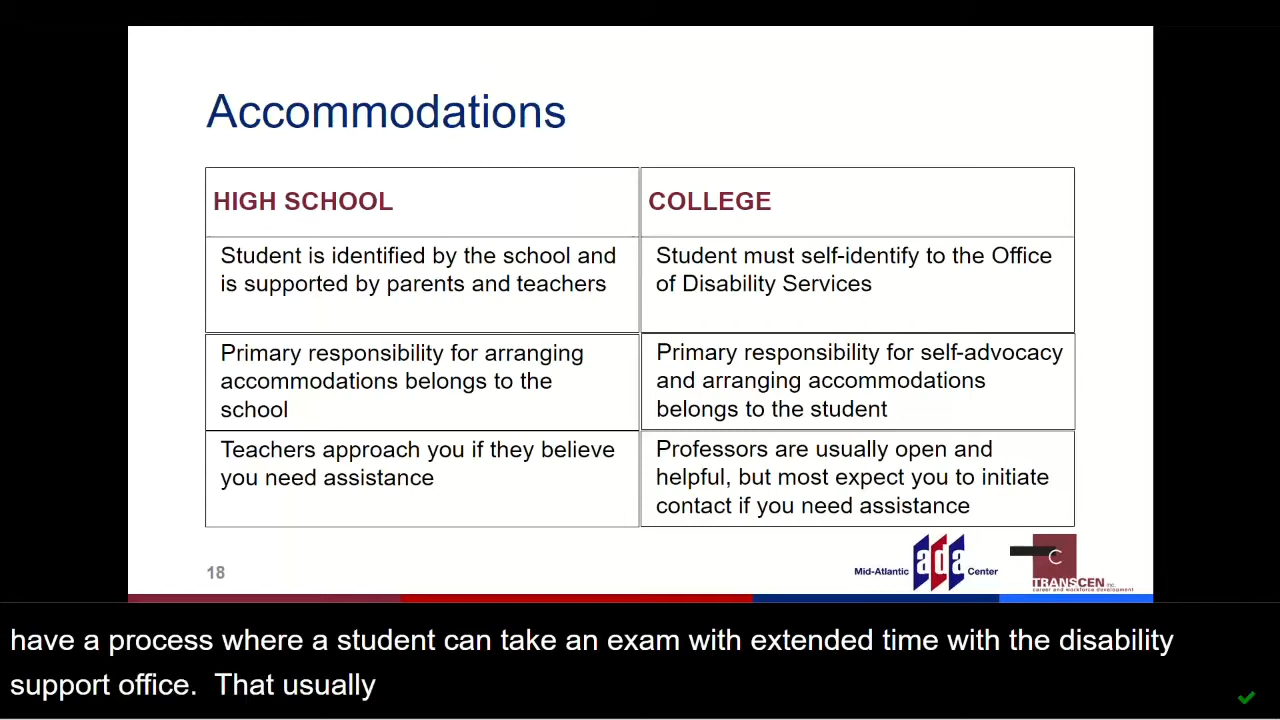 Accommodations
HIGH SCHOOL
COLLEGE
Student is identified by the school and
is supported by parents and teachers
Student must self-identify to the Office
of Disability Services
Primary responsibility for arranging
accommodations belongs to the
school
Primary responsibility for self-advocacy
and arranging accommodations
belongs to the student
Teachers approach you if they believe
you need assistance
Professors are usually open and
helpful, but most expect you to initiate
contact if you need assistance
18
Mid-Atlantic ada Center
C
TRANSCEN inc.
career and workforce development
have a process where a student can take an exam with extended time with the disability
support office.  That usually